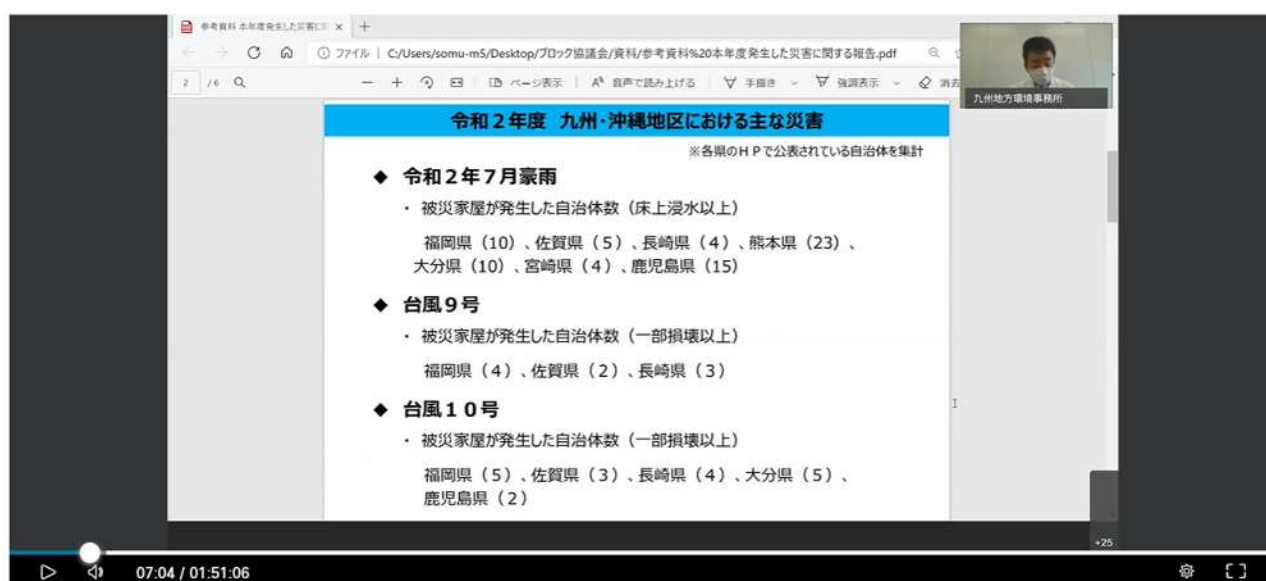 参考資料 本年度発生した災害に
ファイル C:/Users/somu-m5/Desktop/ブロック協議会/資料/参考資料%20本年度発生した災害に関する報告.pdf
2 /6 ページ表示 音声で読み上げる 手描き 強調表示 消去
九州地方環境事務所
令和２年度 九州・沖縄地区における主な災害
※各県のＨＰで公表されている自治体を集計
◆ 令和２年７月豪雨
・ 被災家屋が発生した自治体数（床上浸水以上）
福岡県（10）、佐賀県（５）、長崎県（４）、熊本県（23）、
大分県（10）、宮崎県（４）、鹿児島県（15）
◆ 台風９号
・ 被災家屋が発生した自治体数（一部損壊以上）
福岡県（４）、佐賀県（２）、長崎県（３）
◆ 台風１０号
・ 被災家屋が発生した自治体数（一部損壊以上）
福岡県（５）、佐賀県（３）、長崎県（４）、大分県（５）、
鹿児島県（２）
+25
07:04 / 01:51:06